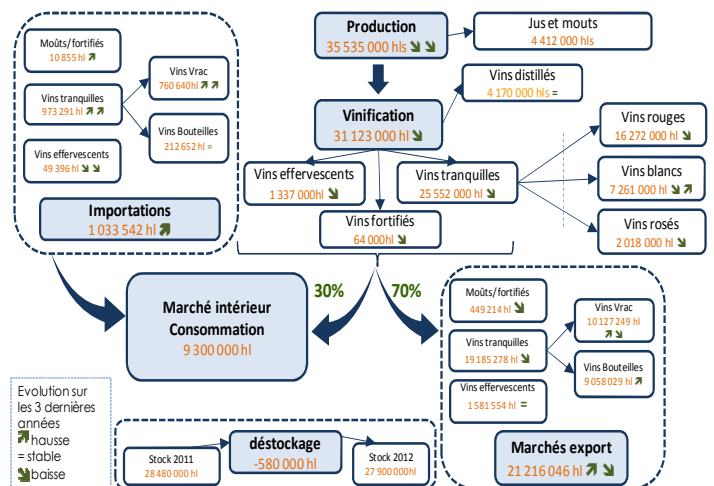 Production
35 535 000 hls
Jus et mouts
4 412 000 hls
Vins distillés
4 170 000 hls =
Vinification
31 123 000 hl
Vins effervescents
1 337 000hl
Vins tranquilles
25 552 000 hl
Vins fortifiés
64 000hl
Vins rouges
16 272 000 hl
Vins blancs
7 261 000 hl
Vins rosés
2 018 000 hl
Moûts/fortifiés
10 855 hl
Vins tranquilles
973 291 hl
Vins effervescents
49 396 hl
Vins Vrac
760 640 hl
Vins Bouteilles
212 652 hl =
Importations
1 033 542 hl
Marché intérieur
Consommation
9 300 000 hl
30%
70%
Moûts/fortifiés
449 214 hl
Vins tranquilles
19 185 278 hl
Vins effervescents
1 581 554 hl =
Vins Vrac
10 127 249 hl
Vins Bouteilles
9 058 029 hl
Marchés export
21 216 046 hl
Evolution sur
les 3 dernières
années
hausse
= stable
baisse
Stock 2011
28 480 000 hl
déstockage
-580 000 hl
Stock 2012
27 900 000 hl